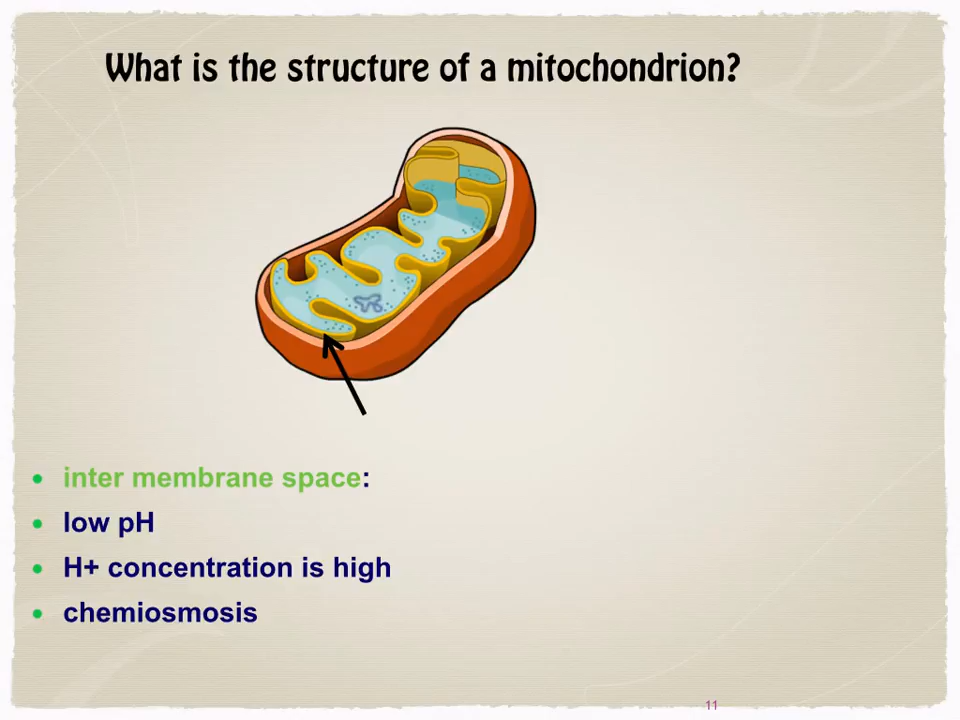 What is the structure of a mitochondrion?
• inter membrane space:
• low pH
• H+ concentration is high
• chemiosmosis
11